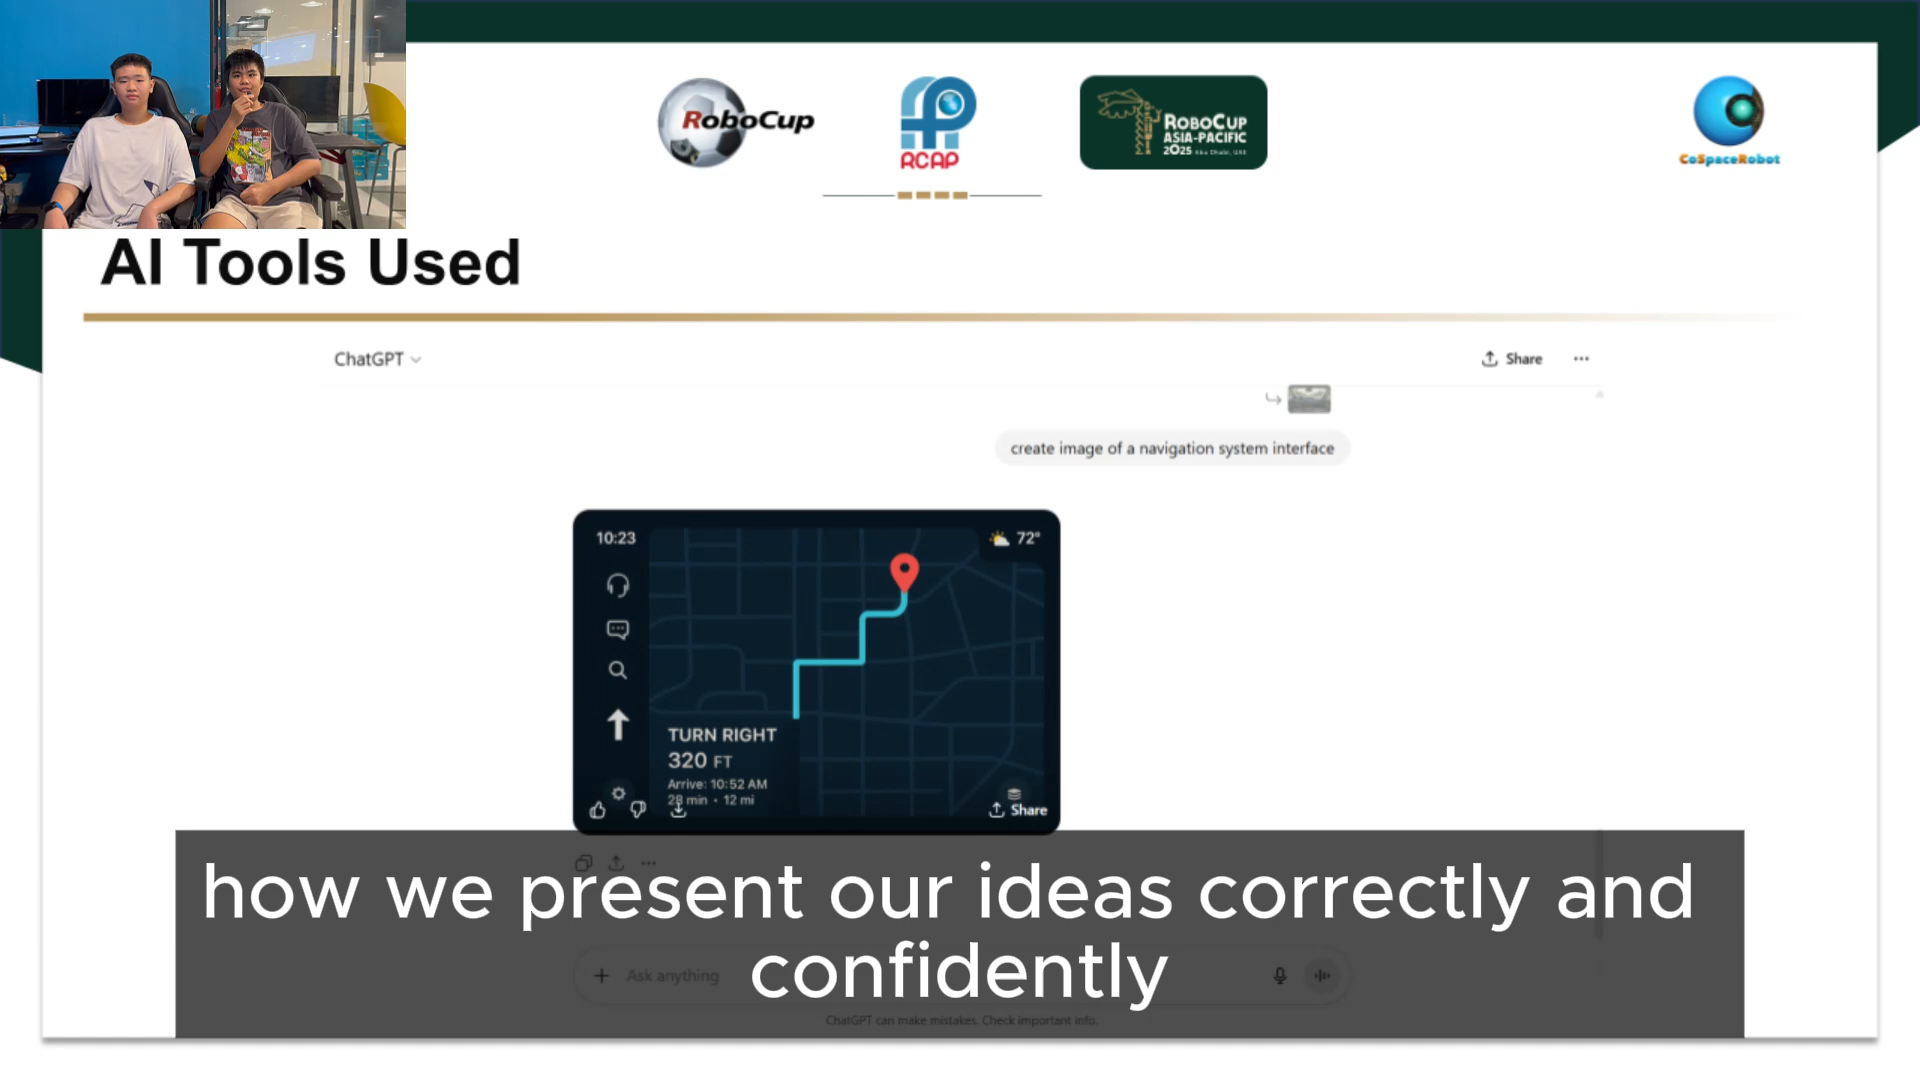 RoboCup
RCAP
ROBOCUP
ASIA-PACIFIC
2025 Abu Dhabi, UAE
CoSpaceRobot
AI Tools Used
ChatGPT
Share
create image of a navigation system interface
10:23
72°
TURN RIGHT
320 FT
Arrive: 10:52 AM
28 min • 12 mi
Share
how we present our ideas correctly and
confidently
Ask anything
ChatGPT can make mistakes. Check important info.